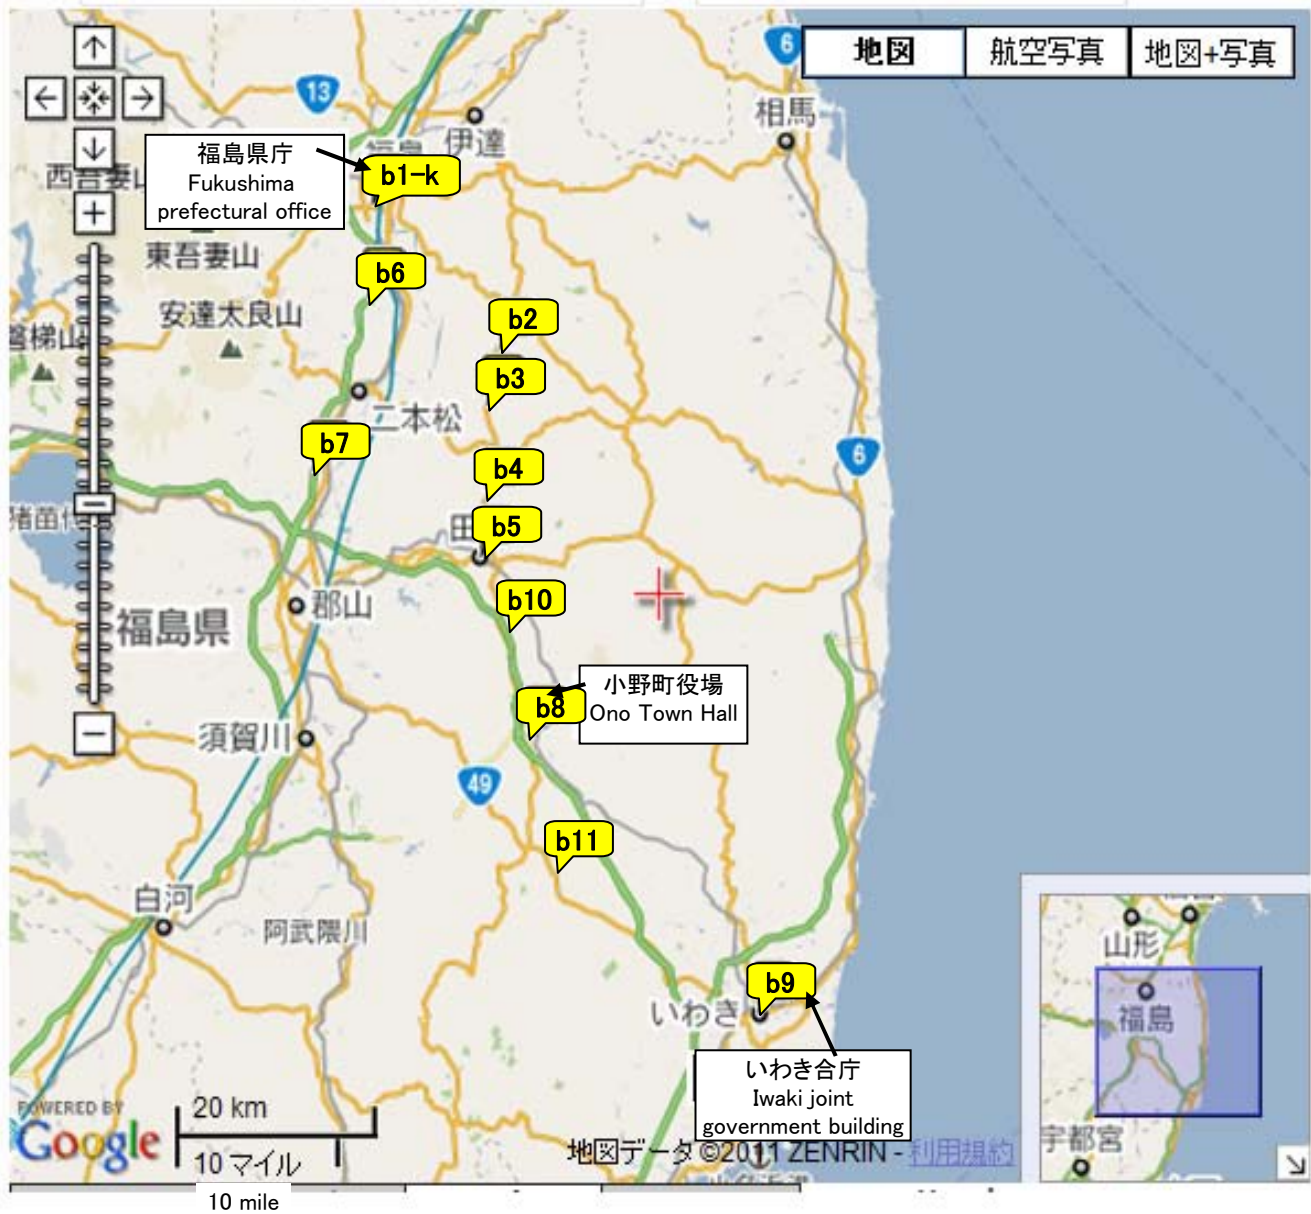 6
地図
航空写真
地図+写真
13
相馬
伊達
福島
福島県庁
Fukushima
prefectural office
b1-k
西吾妻山
東吾妻山
b6
安達太良山
b2
磐梯山
b3
二本松
b7
b4
6
b5
田
b10
郡山
福島県
小野町役場
Ono Town Hall
b8
須賀川
49
b11
白河
阿武隈川
山形
福島
b9
いわき
いわき合庁
Iwaki joint
government building
POWERED BY
Google
20 km
10 マイル
10 mile
地図データ ©2011 ZENRIN - 利用規約
宇都宮